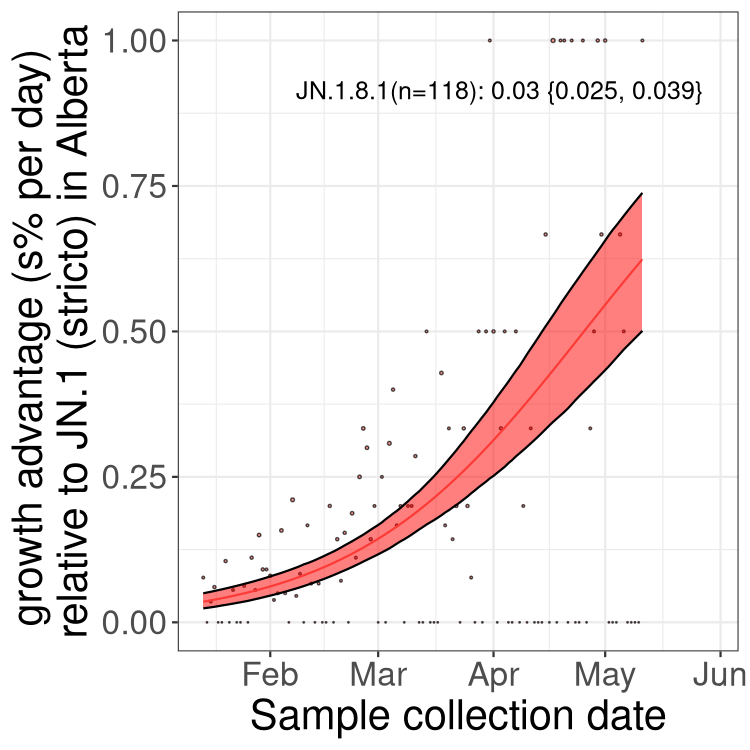 growth advantage (s% per day)
relative to JN.1 (stricto) in Alberta
1.00
0.75
0.50
0.25
0.00
JN.1.8.1(n=118): 0.03 {0.025, 0.039}
Feb Mar Apr May Jun
Sample collection date